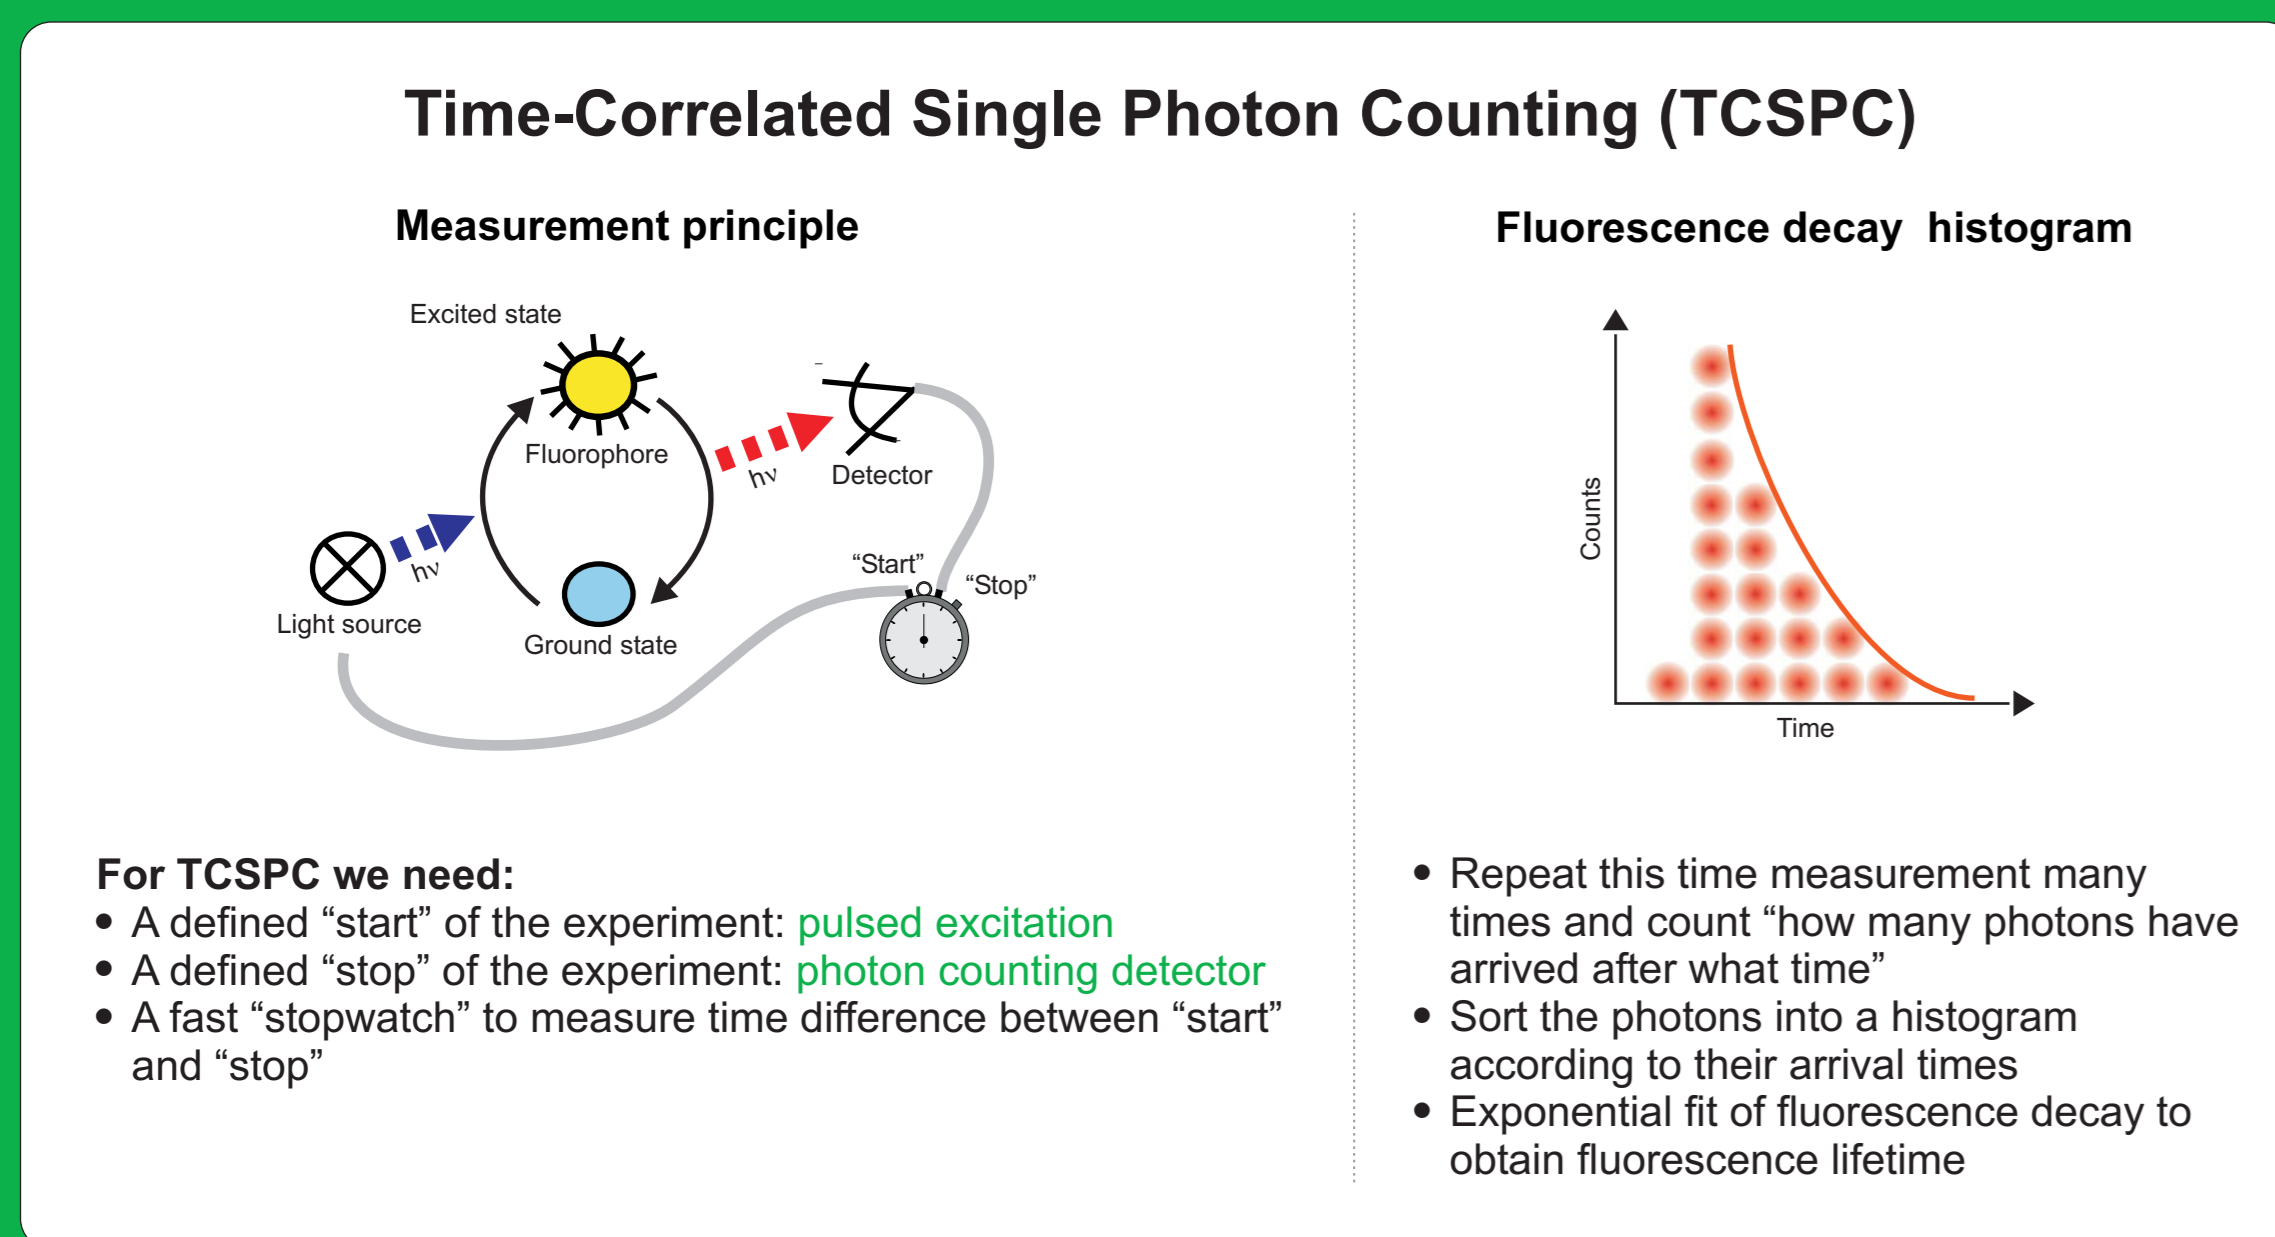 Time-Correlated Single Photon Counting (TCSPC)
Measurement principle
Excited state
Fluorophore
hν
Detector
hν
Light source
Ground state
“Start”
“Stop”
For TCSPC we need:
• A defined “start” of the experiment: pulsed excitation
• A defined “stop” of the experiment: photon counting detector
• A fast “stopwatch” to measure time difference between “start”
and “stop”
Fluorescence decay histogram
Counts
Time
• Repeat this time measurement many
times and count “how many photons have
arrived after what time”
• Sort the photons into a histogram
according to their arrival times
• Exponential fit of fluorescence decay to
obtain fluorescence lifetime